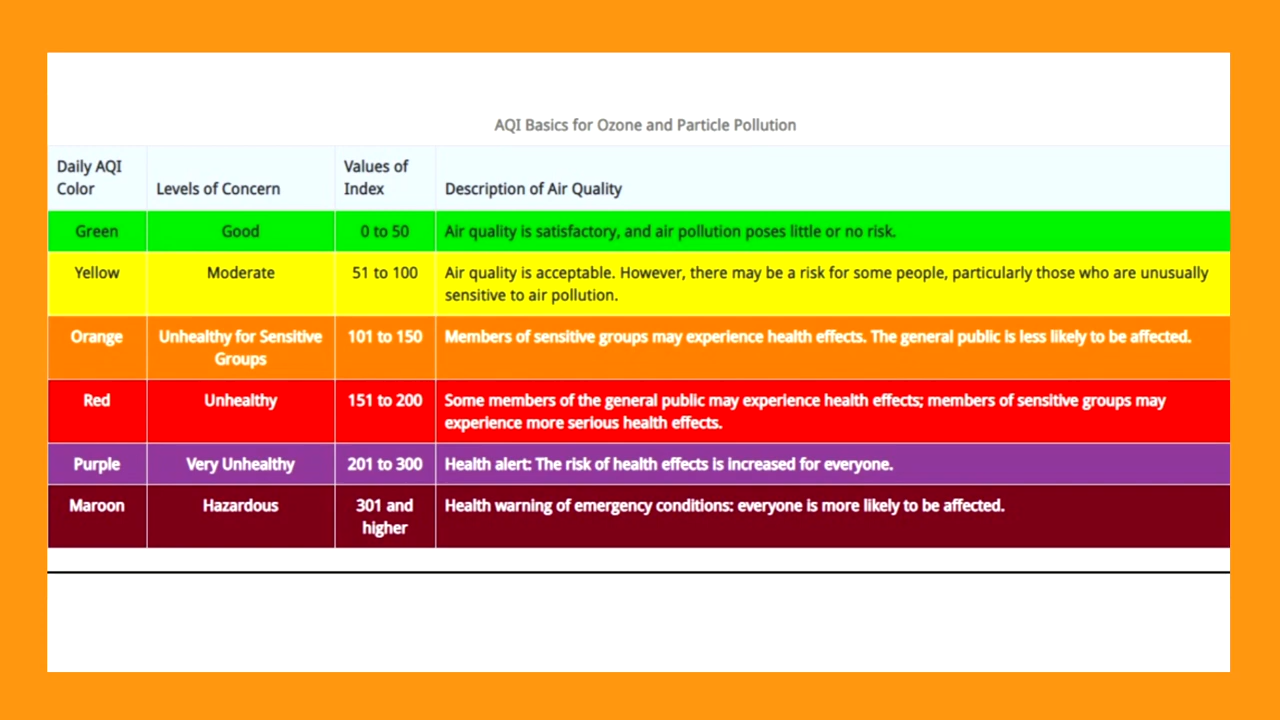 AQI Basics for Ozone and Particle Pollution
Daily AQI Color Levels of Concern Values of Index Description of Air Quality
Green Good 0 to 50 Air quality is satisfactory, and air pollution poses little or no risk.
Yellow Moderate 51 to 100 Air quality is acceptable. However, there may be a risk for some people, particularly those who are unusually
sensitive to air pollution.
Orange Unhealthy for Sensitive Groups 101 to 150 Members of sensitive groups may experience health effects. The general public is less likely to be affected.
Red Unhealthy 151 to 200 Some members of the general public may experience health effects; members of sensitive groups may
experience more serious health effects.
Purple Very Unhealthy 201 to 300 Health alert: The risk of health effects is increased for everyone.
Maroon Hazardous 301 and higher Health warning of emergency conditions: everyone is more likely to be affected.